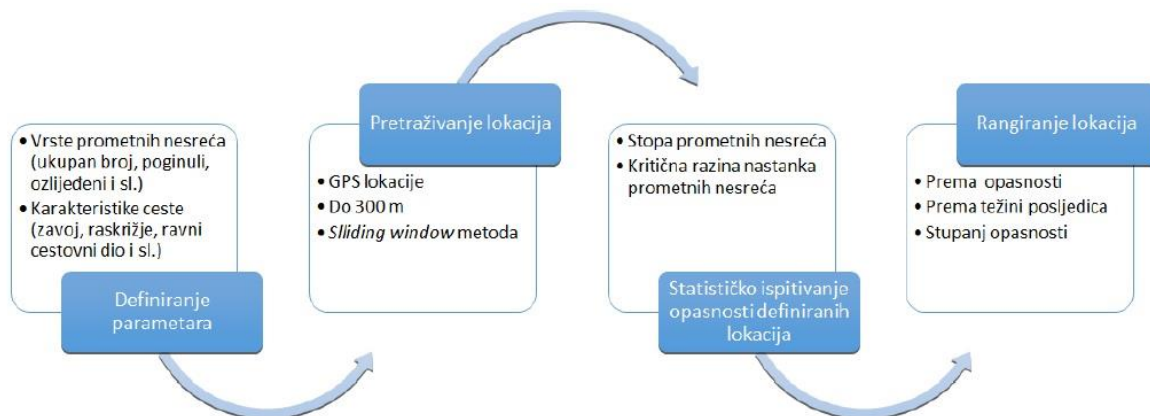 • Vrste prometnih nesreća
(ukupan broj, poginuli,
ozlijeđeni i sl.)
• Karakteristike ceste
(zavoj, raskrižje, ravni
cestovni dio i sl.)
Definiranje
parametara
Pretraživanje lokacija
• GPS lokacije
• Do 300 m
• Slliding window metoda
• Stopa prometnih nesreća
• Kritična razina nastanka
prometnih nesreća
Statističko ispitivanje
opasnosti definiranih
lokacija
Rangiranje lokacija
• Prema opasnosti
• Prema težini posljedica
• Stupanj opasnosti